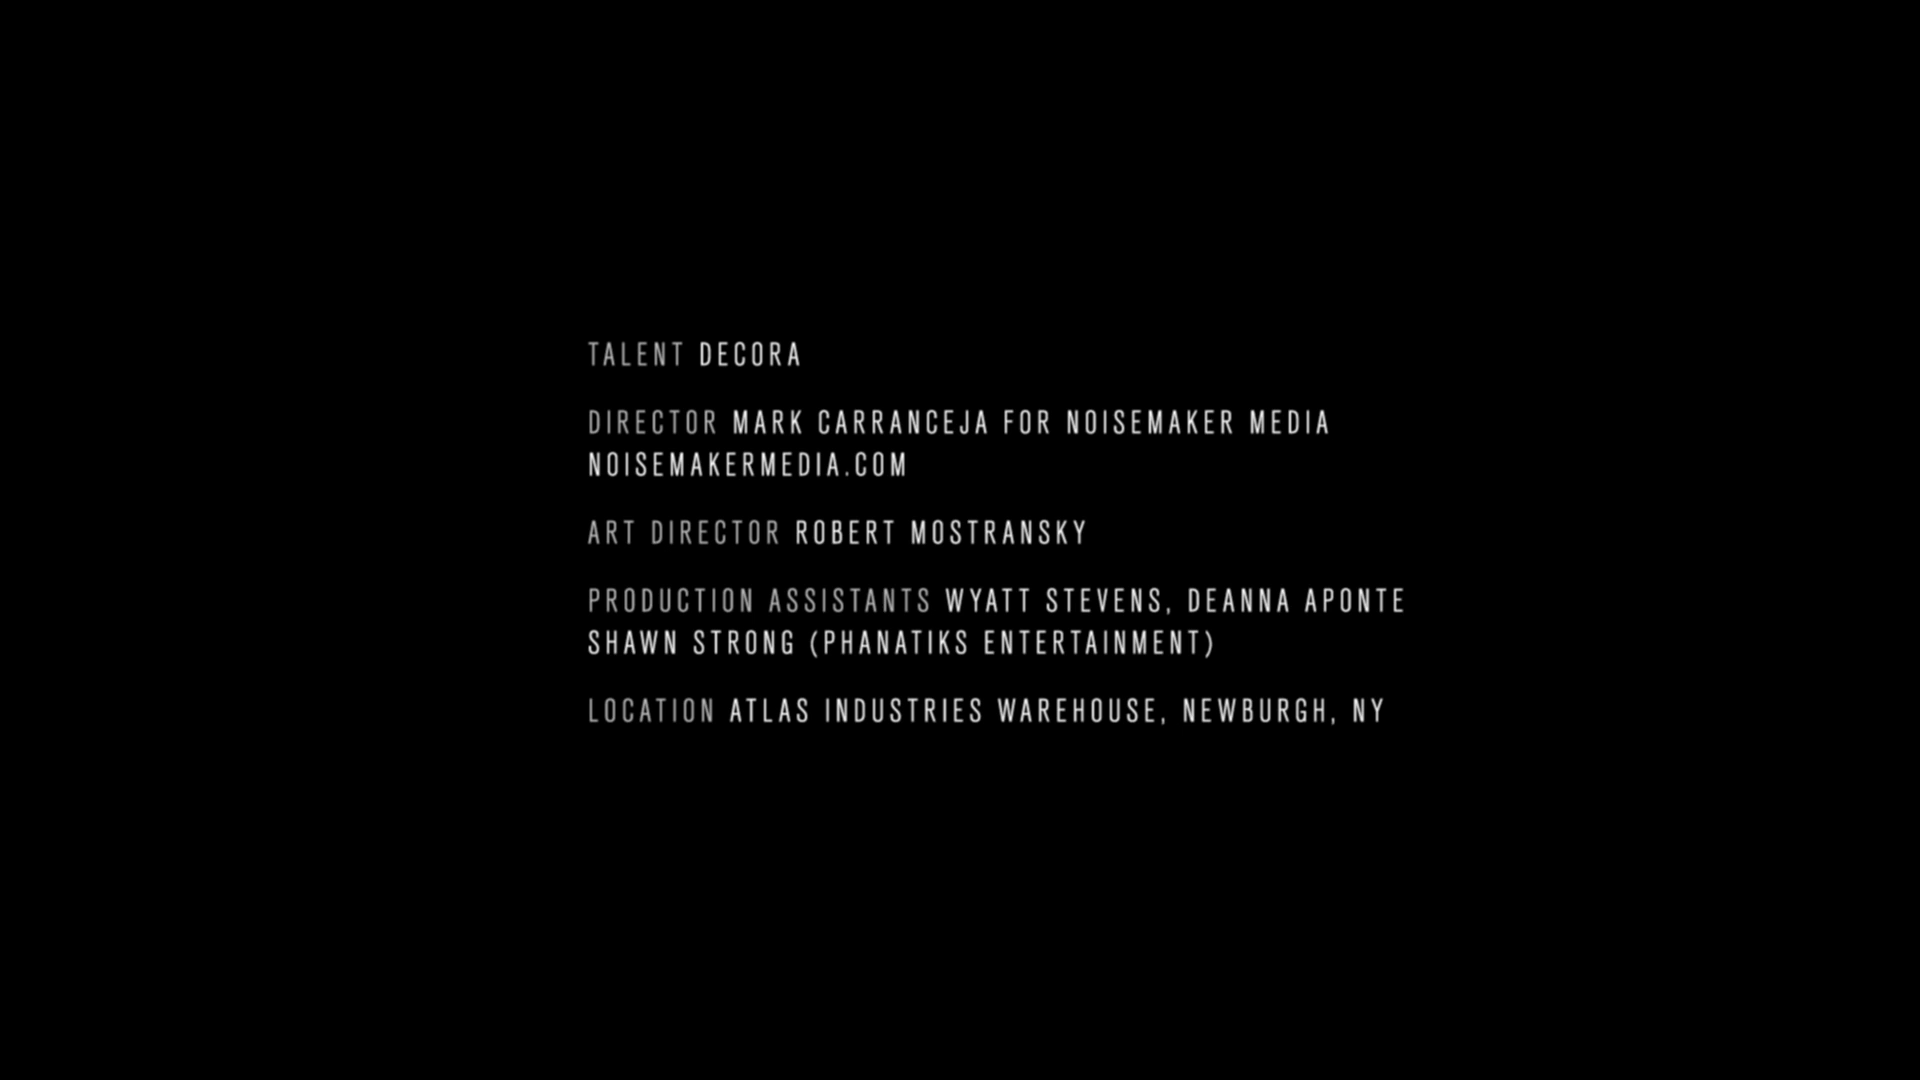 TALENT DECORA
DIRECTOR MARK CARRANCEJA FOR NOISEMAKER MEDIA
NOISEMAKERMEDIA.COM
ART DIRECTOR ROBERT MOSTRANSKY
PRODUCTION ASSISTANTS WYATT STEVENS, DEANNA APONTE
SHAWN STRONG (PHANATIKS ENTERTAINMENT)
LOCATION ATLAS INDUSTRIES WAREHOUSE, NEWBURGH, NY